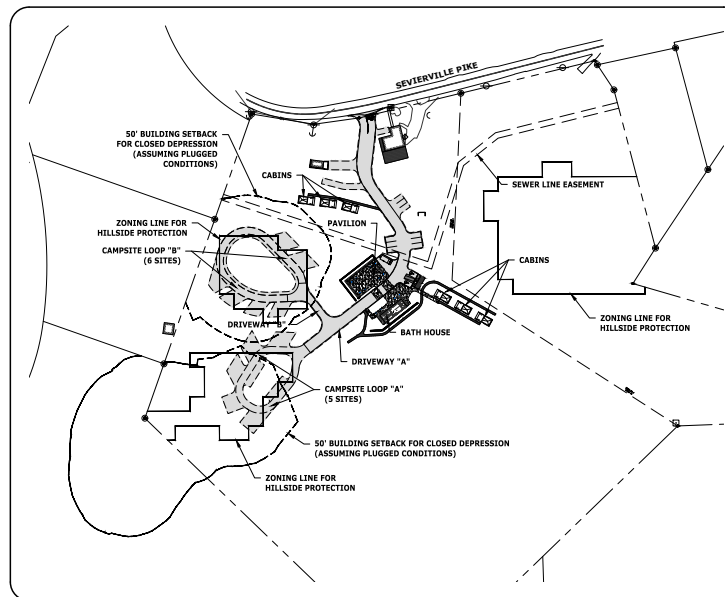 SEVIERVILLE PIKE
50' BUILDING SETBACK
FOR CLOSED DEPRESSION
(ASSUMING PLUGGED
CONDITIONS)
CABINS
SEWER LINE EASEMENT
ZONING LINE FOR
HILLSIDE PROTECTION
PAVILION
CAMPSITE LOOP "B"
(6 SITES)
CABINS
ZONING LINE FOR
HILLSIDE PROTECTION
DRIVEWAY "B"
BATH HOUSE
DRIVEWAY "A"
CAMPSITE LOOP "A"
(5 SITES)
50' BUILDING SETBACK FOR CLOSED DEPRESSION
(ASSUMING PLUGGED CONDITIONS)
ZONING LINE FOR
HILLSIDE PROTECTION